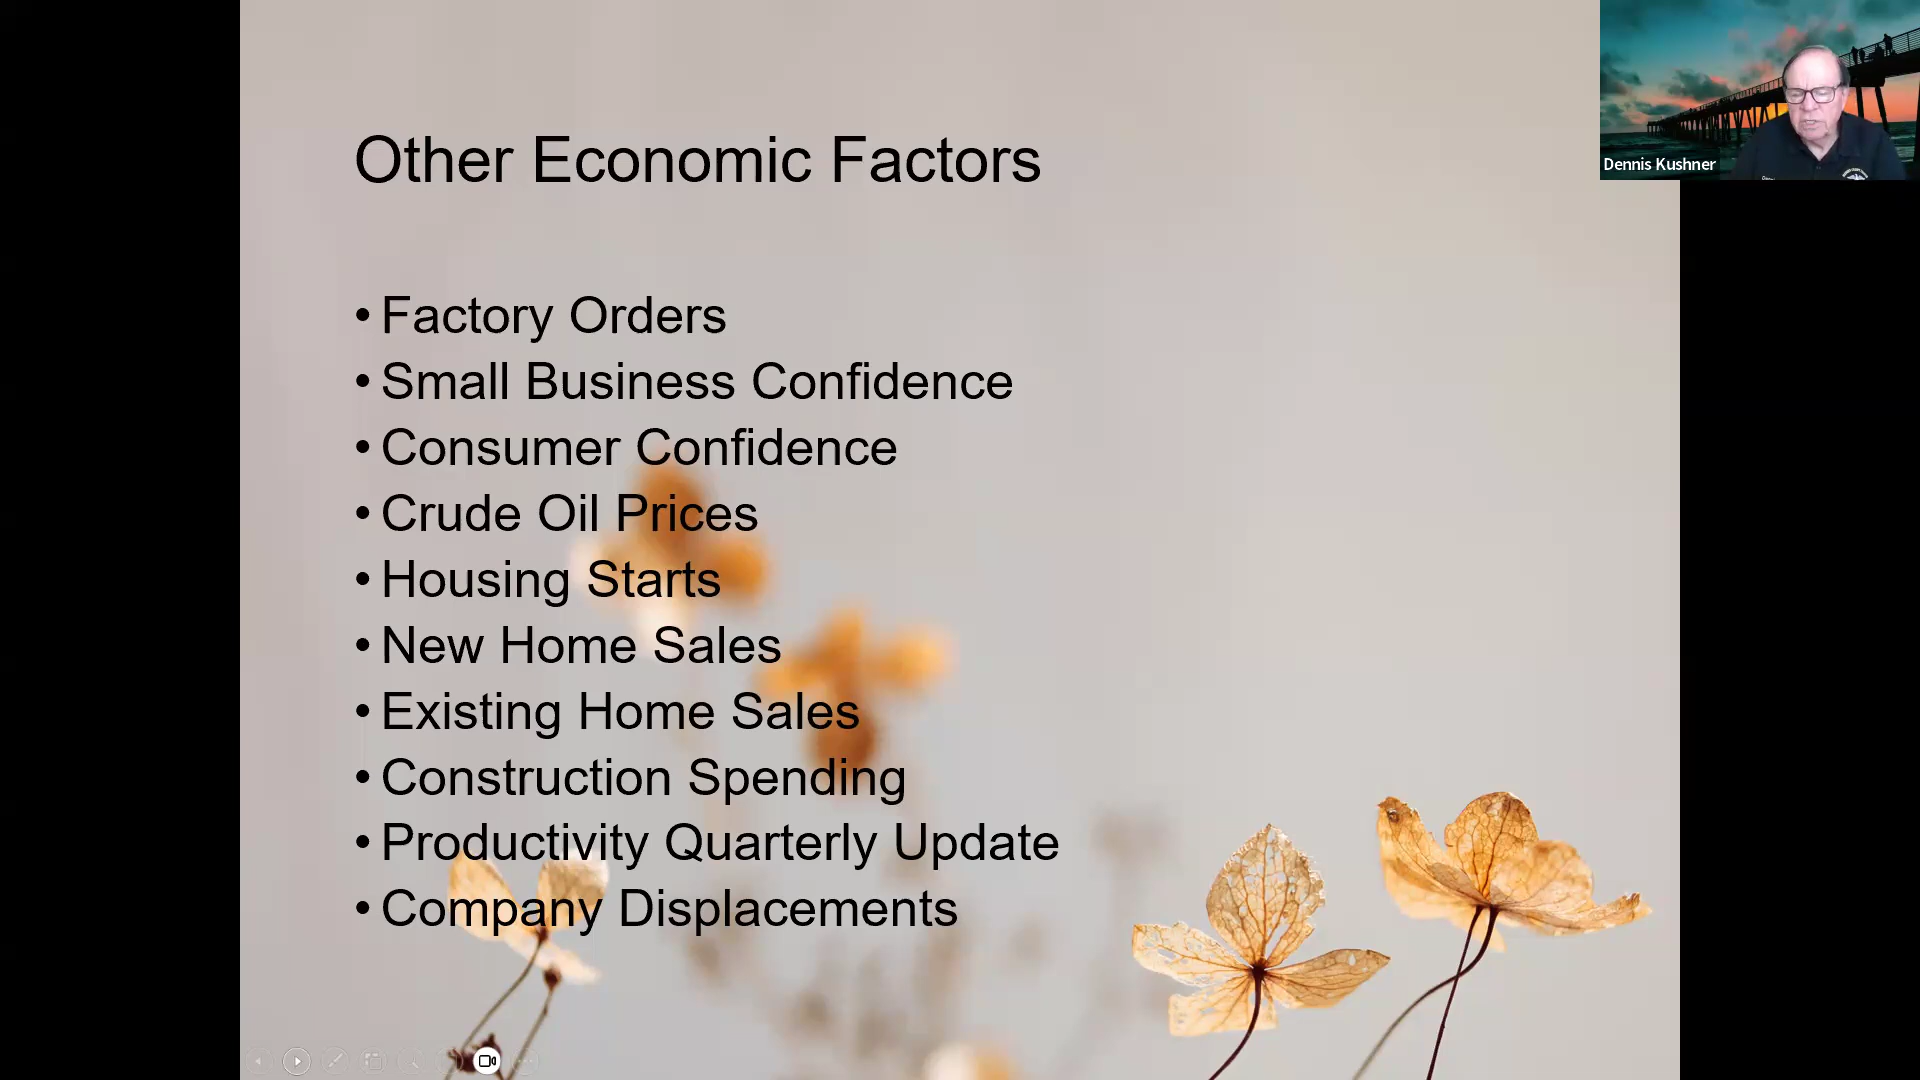 Other Economic Factors
• Factory Orders
• Small Business Confidence
• Consumer Confidence
• Crude Oil Prices
• Housing Starts
• New Home Sales
• Existing Home Sales
• Construction Spending
• Productivity Quarterly Update
• Company Displacements
Dennis Kushner